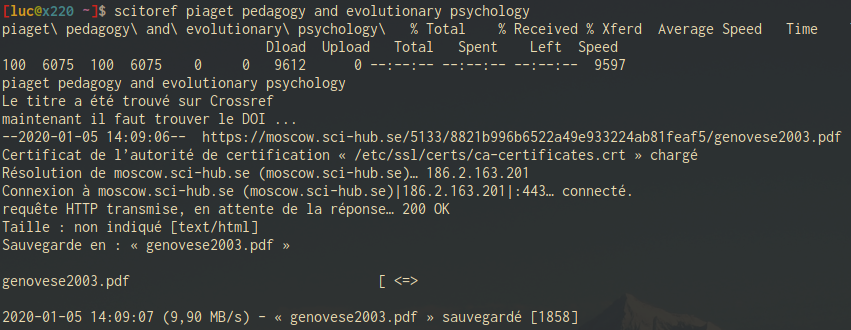 [luc@x220 ~]$ scitoref piaget pedagogy and evolutionary psychology
piaget\ pedagogy\ and\ evolutionary\ psychology\   % Total    % Received % Xferd  Average Speed   Time
                                 Dload  Upload   Total   Spent    Left  Speed
100  6075  100  6075    0     0   9612      0 --:--:-- --:--:-- --:--:--  9597
piaget pedagogy and evolutionary psychology
Le titre a été trouvé sur Crossref
maintenant il faut trouver le DOI ...
--2020-01-05 14:09:06--  https://moscow.sci-hub.se/5133/8821b996b6522a49e933224ab81feaf5/genovese2003.pdf
Certificat de l'autorité de certification « /etc/ssl/certs/ca-certificates.crt » chargé
Résolution de moscow.sci-hub.se (moscow.sci-hub.se)… 186.2.163.201
Connexion à moscow.sci-hub.se (moscow.sci-hub.se)|186.2.163.201|:443… connecté.
requête HTTP transmise, en attente de la réponse… 200 OK
Taille : non indiqué [text/html]
Sauvegarde en : « genovese2003.pdf »
genovese2003.pdf                               [ <=>
2020-01-05 14:09:07 (9,90 MB/s) - « genovese2003.pdf » sauvegardé [1858]